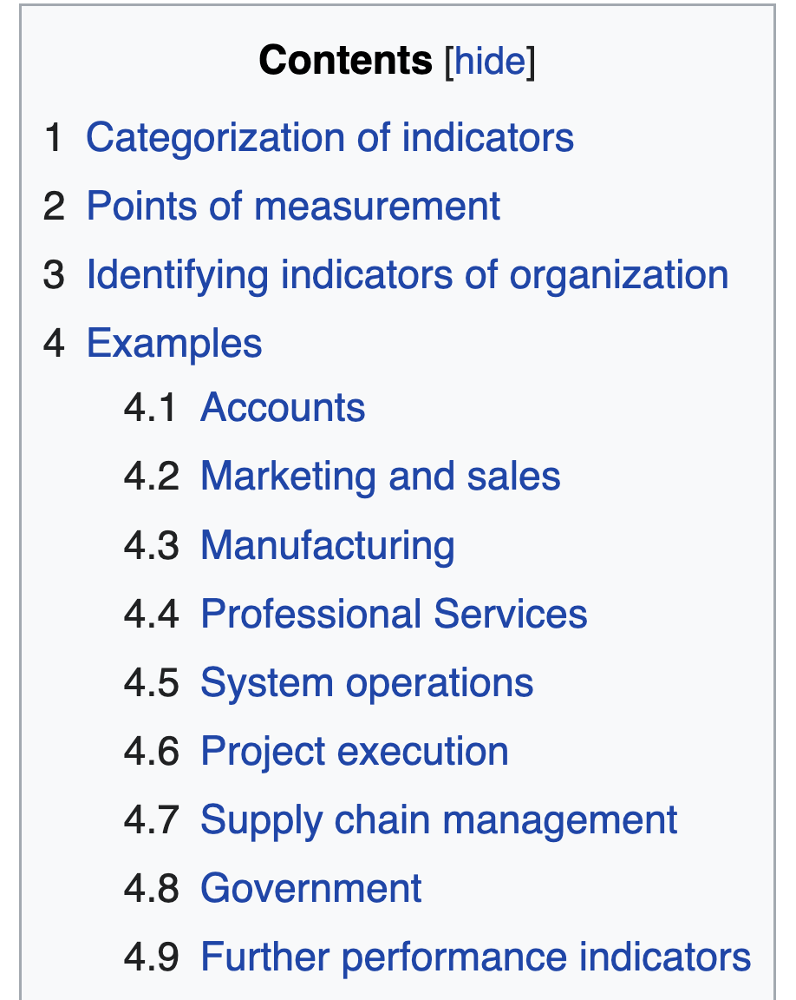 Contents [hide]
1 Categorization of indicators
2 Points of measurement
3 Identifying indicators of organization
4 Examples
4.1 Accounts
4.2 Marketing and sales
4.3 Manufacturing
4.4 Professional Services
4.5 System operations
4.6 Project execution
4.7 Supply chain management
4.8 Government
4.9 Further performance indicators